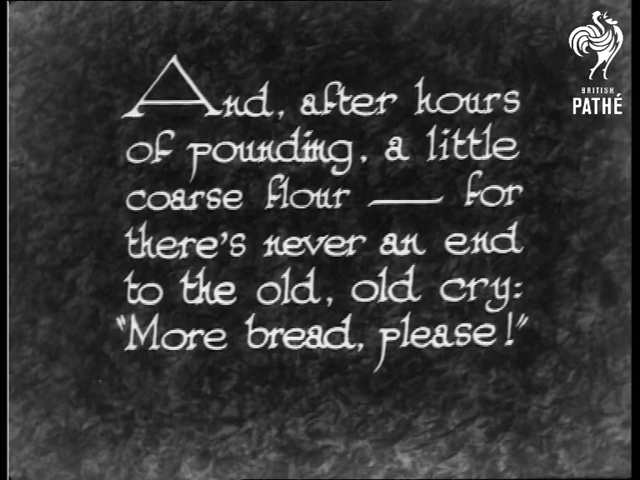 BRITISH
PATHÉ
And, after hours
of pounding, a little
coarse flour — for
there's never an end
to the old, old cry:
"More bread, please!"